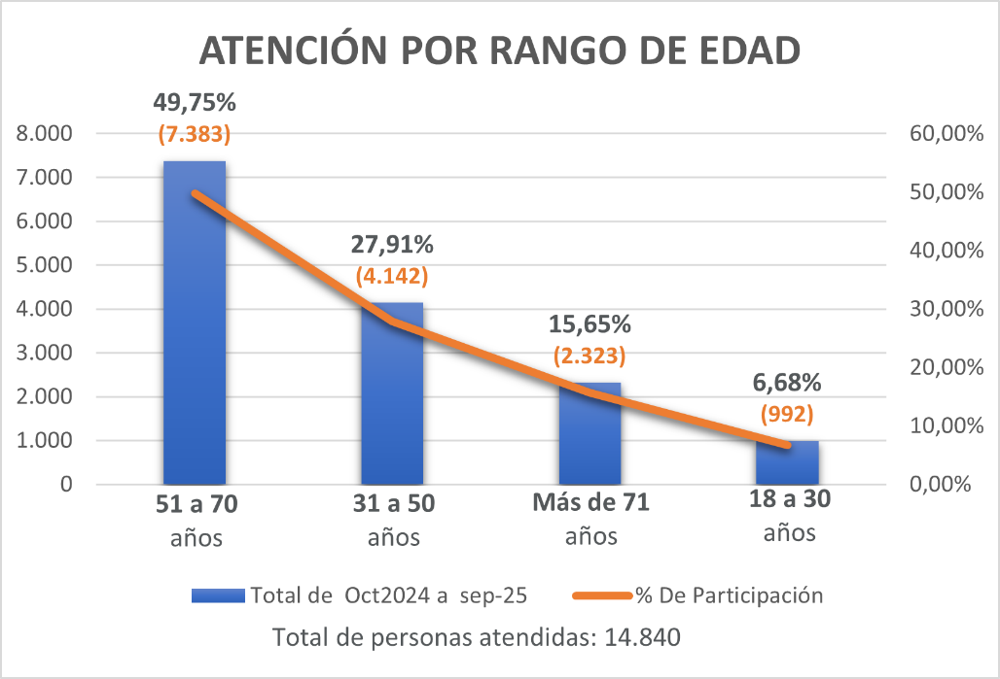 ATENCIÓN POR RANGO DE EDAD
49,75%
(7.383)
27,91%
(4.142)
15,65%
(2.323)
6,68%
(992)
8.000
7.000
6.000
5.000
4.000
3.000
2.000
1.000
0
60,00%
50,00%
40,00%
30,00%
20,00%
10,00%
0,00%
51 a 70
años
31 a 50
años
Más de 71
años
18 a 30
años
Total de Oct2024 a sep-25
% De Participación
Total de personas atendidas: 14.840